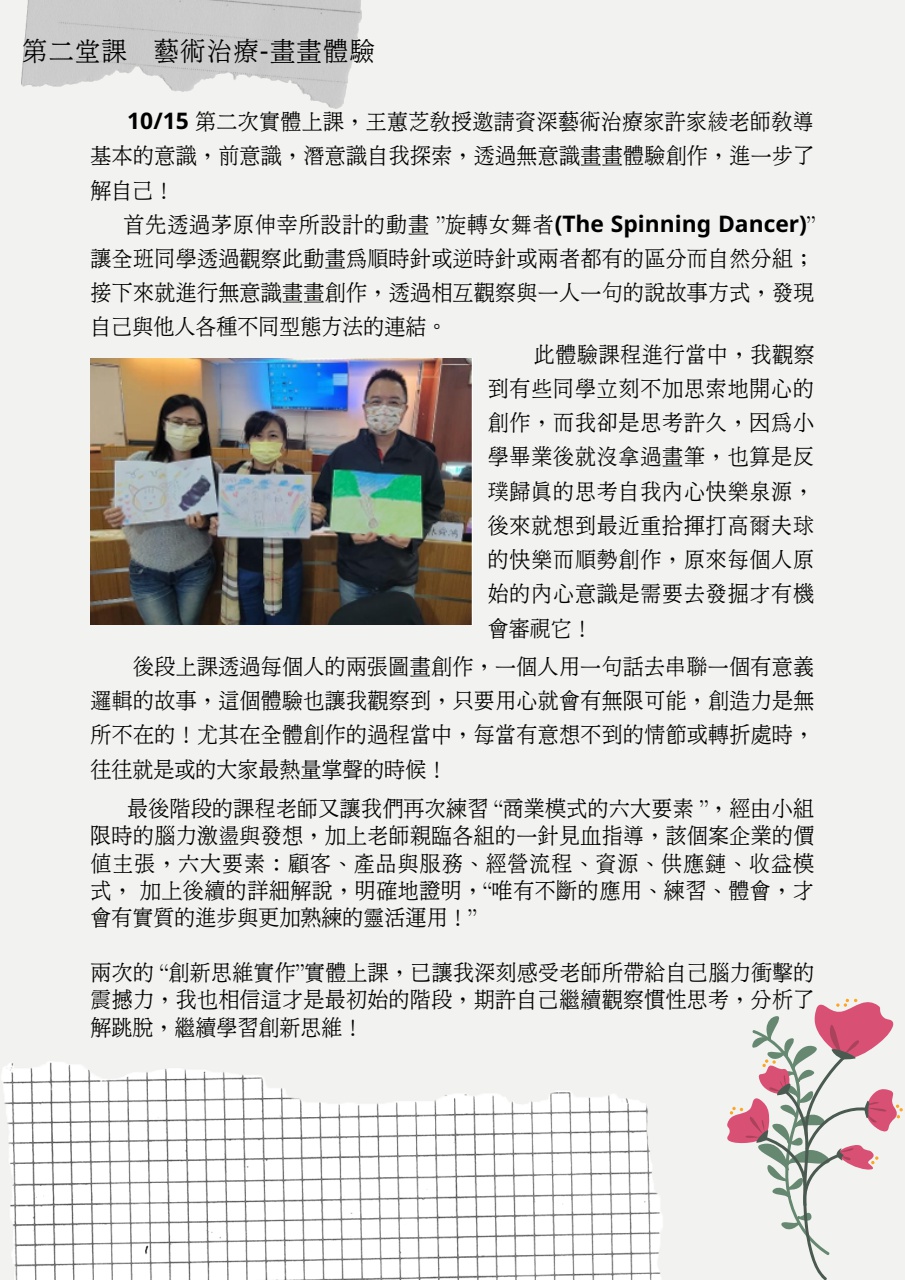 第二堂課　藝術治療-畫畫體驗
10/15 第二次實體上課，王蕙芝教授邀請資深藝術治療家許家綾老師教導
基本的意識，前意識，潛意識自我探索，透過無意識畫畫體驗創作，進一步了
解自己！
首先透過茅原伸幸所設計的動畫 ”旋轉女舞者(The Spinning Dancer)”
讓全班同學透過觀察此動畫為順時針或逆時針或兩者都有的區分而自然分組；
接下來就進行無意識畫畫創作，透過相互觀察與一人一句的說故事方式，發現
自己與他人各種不同型態方法的連結。
此體驗課程進行當中，我觀察
到有些同學立刻不加思索地開心的
創作，而我卻是思考許久，因為小
學畢業後就沒拿過畫筆，也算是反
璞歸真的思考自我內心快樂泉源，
後來就想到最近重拾揮打高爾夫球
的快樂而順勢創作，原來每個人原
始的內心意識是需要去發掘才有機
會審視它！
後段上課透過每個人的兩張圖畫創作，一個人用一句話去串聯一個有意義
邏輯的故事，這個體驗也讓我觀察到，只要用心就會有無限可能，創造力是無
所不在的！尤其在全體創作的過程當中，每當有意想不到的情節或轉折處時，
往往就是或的大家最熱量掌聲的時候！
最後階段的課程老師又讓我們再次練習 “商業模式的六大要素 ”，經由小組
限時的腦力激盪與發想，加上老師親臨各組的一針見血指導，該個案企業的價
值主張，六大要素：顧客、產品與服務、經營流程、資源、供應鏈、收益模
式， 加上後續的詳細解說，明確地證明，“唯有不斷的應用、練習、體會，才
會有實質的進步與更加熟練的靈活運用！”
兩次的 “創新思維實作”實體上課，已讓我深刻感受老師所帶給自己腦力衝擊的
震撼力，我也相信這才是最初始的階段，期許自己繼續觀察慣性思考，分析了
解跳脫，繼續學習創新思維！